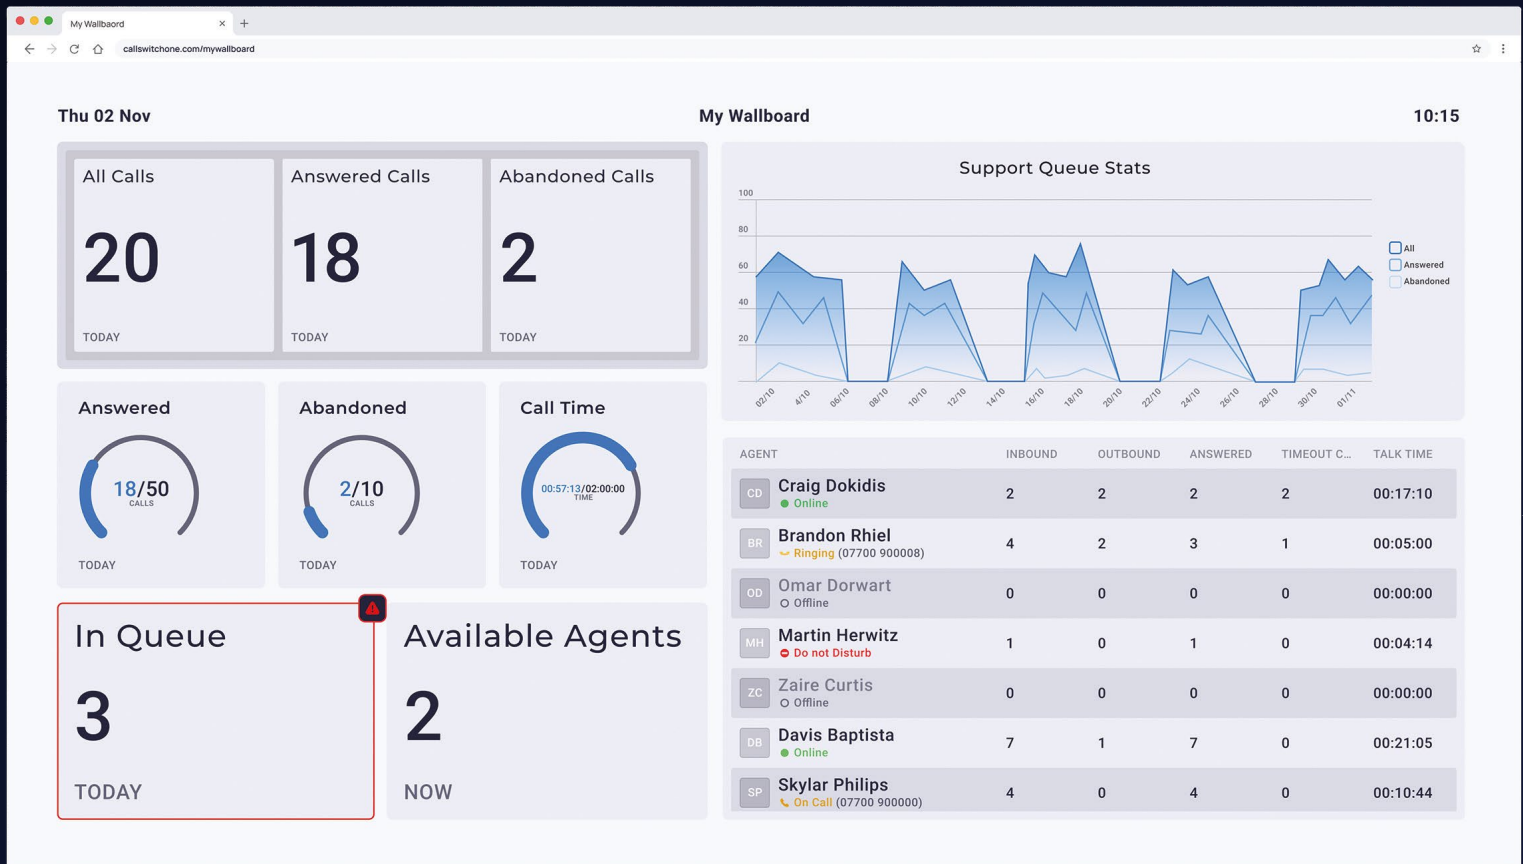 My Wallbaord
callswitchone.com/mywallboard
Thu 02 Nov
My Wallboard
10:15
All Calls
20
TODAY
Answered Calls
18
TODAY
Abandoned Calls
2
TODAY
Answered
18/50
CALLS
TODAY
Abandoned
2/10
CALLS
TODAY
Call Time
00:57:13/02:00:00
TIME
TODAY
In Queue
3
TODAY
Available Agents
2
NOW
Support Queue Stats
100
80
60
40
20
02/10 4/10 06/10 08/10 10/10 12/10 14/10 16/10 18/10 20/10 22/10 24/10 26/10 28/10 30/10 01/11
All
Answered
Abandoned
AGENT INBOUND OUTBOUND ANSWERED TIMEOUT C... TALK TIME
CD Craig Dokidis 2 2 2 2 00:17:10
Online
BR Brandon Rhiel 4 2 3 1 00:05:00
Ringing (07700 900008)
OD Omar Dorwart 0 0 0 0 00:00:00
Offline
MH Martin Herwitz 1 0 1 0 00:04:14
Do not Disturb
ZC Zaire Curtis 0 0 0 0 00:00:00
Offline
DB Davis Baptista 7 1 7 0 00:21:05
Online
SP Skylar Philips 4 0 4 0 00:10:44
On Call (07700 900000)